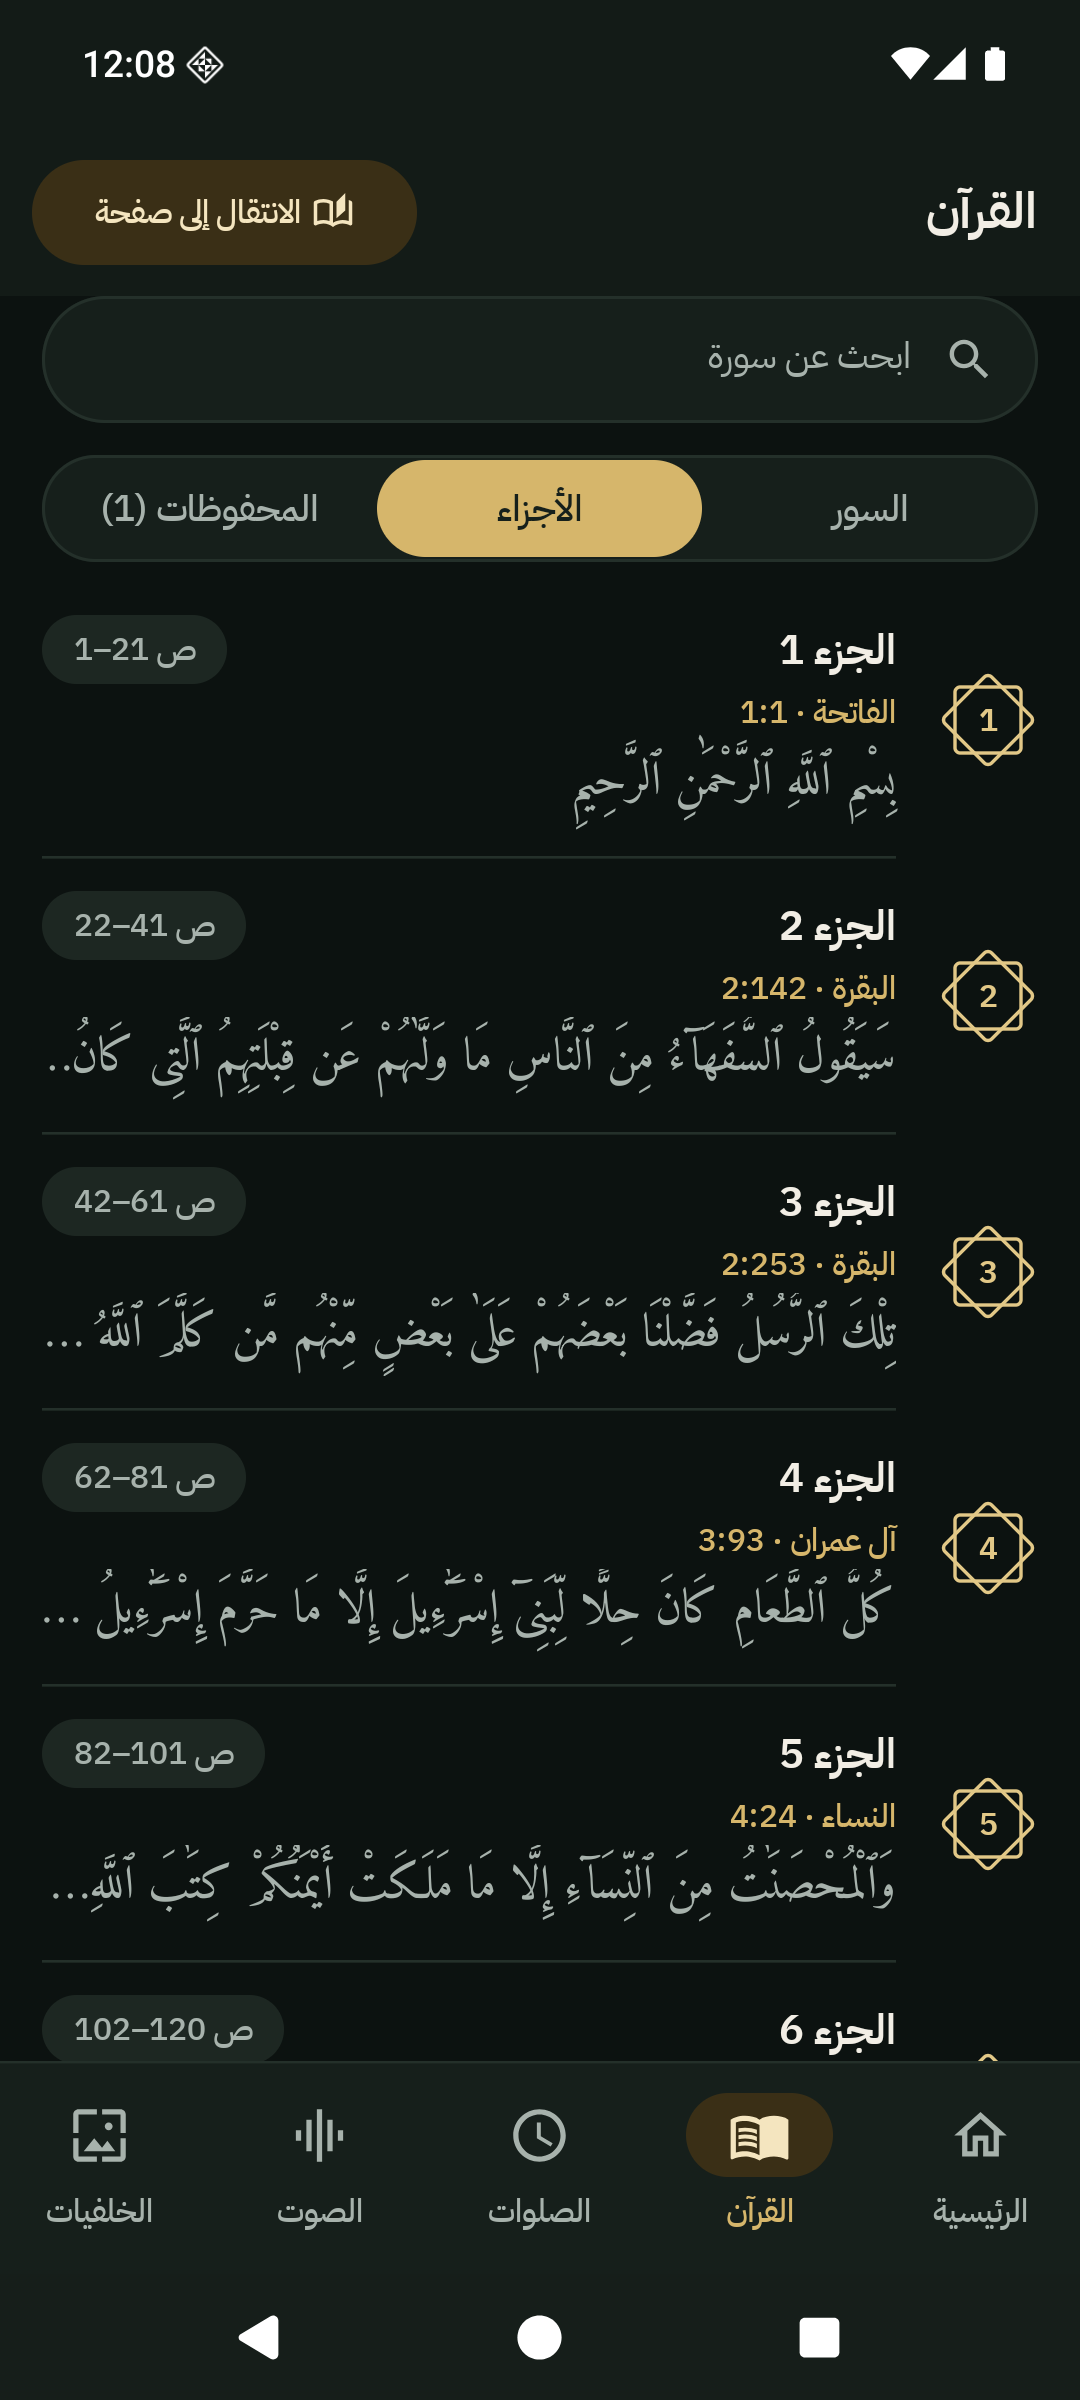 12:08
القرآن
الانتقال إلى صفحة
ابحث عن سورة
السور
الأجزاء
المحفوظات (1)
1
الجزء 1
ص 1–21
الفاتحة · 1:1
بِسْمِ ٱللَّهِ ٱلرَّحْمَٰنِ ٱلرَّحِيمِ
2
الجزء 2
ص 22–41
البقرة · 2:142
سَيَقُولُ ٱلسُّفَهَآءُ مِنَ ٱلنَّاسِ مَا وَلَّىٰهُمْ عَن قِبْلَتِهِمُ ٱلَّتِى كَانُ..
3
الجزء 3
ص 42–61
البقرة · 2:253
تِلْكَ ٱلرُّسُلُ فَضَّلْنَا بَعْضَهُمْ عَلَىٰ بَعْضٍ مِّنْهُم مَّن كَلَّمَ ٱللَّهُ ...
4
الجزء 4
ص 62–81
آل عمران · 3:93
كُلُّ ٱلطَّعَامِ كَانَ حِلًّا لِّبَنِىٓ إِسْرَٰٓءِيلَ إِلَّا مَا حَرَّمَ إِسْرَٰٓءِيلُ ...
5
الجزء 5
ص 82–101
النساء · 4:24
وَٱلْمُحْصَنَٰتُ مِنَ ٱلنِّسَآءِ إِلَّا مَا مَلَكَتْ أَيْمَٰنُكُمْ كِتَٰبَ ٱللَّهِ...
الجزء 6
ص 102–120
الرئيسية
القرآن
الصلوات
الصوت
الخلفيات